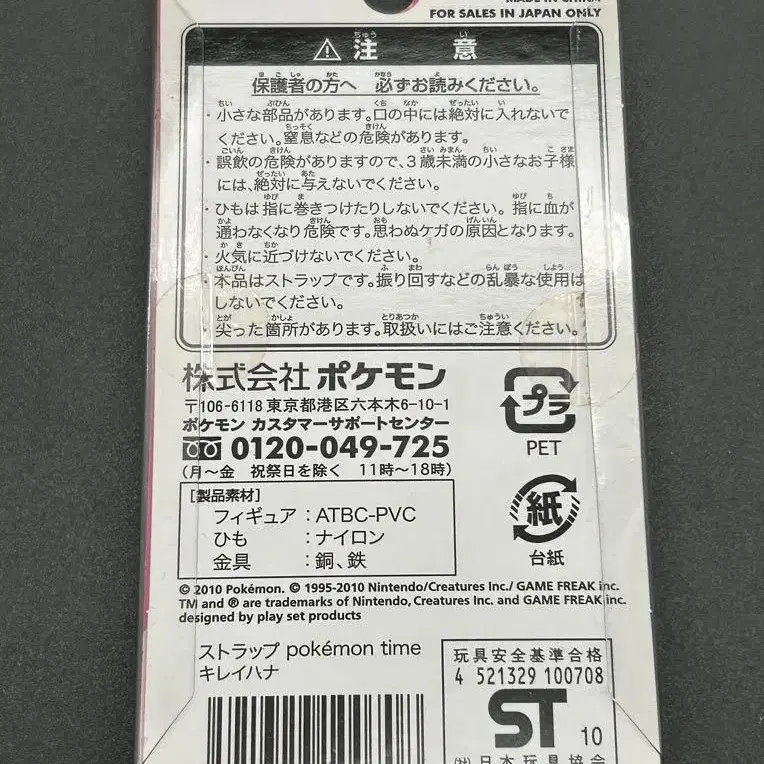 MADE IN CHINA
FOR SALES IN JAPAN ONLY
⚠注意
保護者の方へ 必ずお読みください。
・小さな部品があります。口の中には絶対に入れないで
ください。窒息などの危険があります。
・誤飲の危険がありますので、3歳未満の小さなお子様
には、絶対に与えないでください。
・ひもは指に巻きつけたりしないでください。指に血が
通わなくなり危険です。思わぬケガの原因となります。
・火気に近づけないでください。
・本品はストラップです。振り回すなどの乱暴な使用は
しないでください。
・尖った箇所があります。取扱いにはご注意ください。
株式会社 ポケモン
〒106-6118 東京都港区六本木6-10-1
ポケモン カスタマーサポートセンター
0120-049-725
(月〜金 祝祭日を除く 11時〜18時)
プラ
PET
紙
台紙
[製品素材]
フィギュア:ATBC-PVC
ひも:ナイロン
金具:銅、鉄
© 2010 Pokémon. © 1995-2010 Nintendo/Creatures Inc./ GAME FREAK inc.
TM and ® are trademarks of Nintendo, Creatures Inc. and GAME FREAK inc.
designed by play set products
ストラップ pokémon time
キレイハナ
玩具安全基準合格
4 521329 100708
ST 10
(社)日本玩具協会